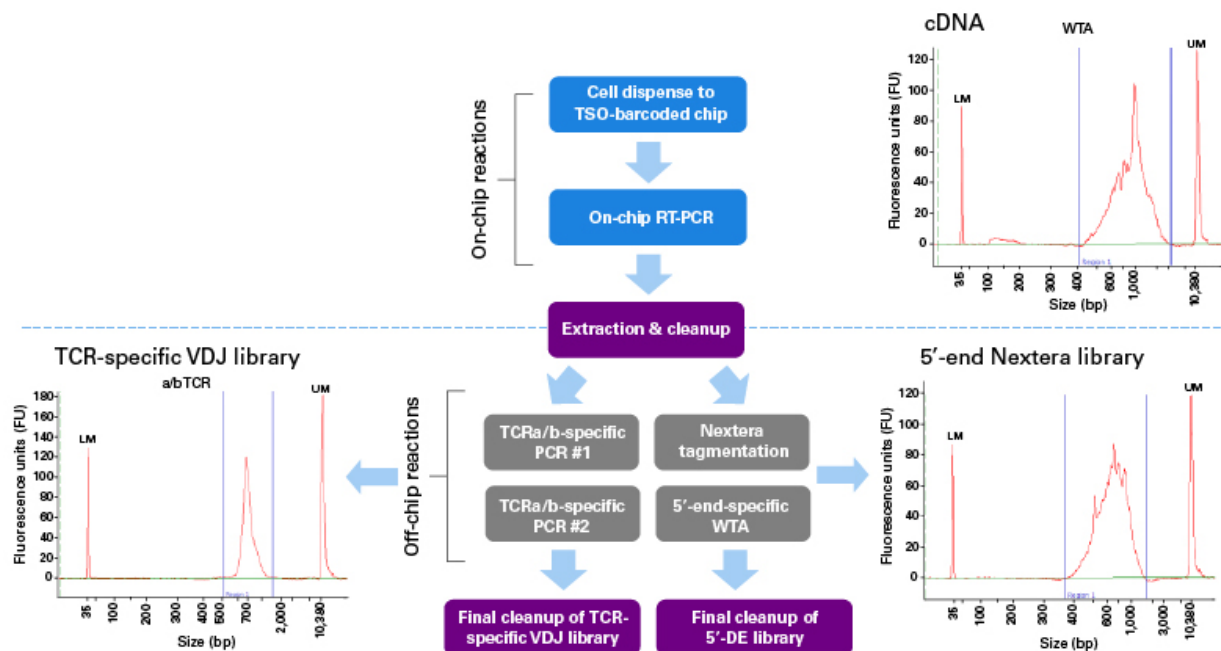 cDNA
WTA
UM
LM
120
100
80
60
40
20
0
Fluorescence units (FU)
Region 1
35
100
200
300
400
600
1,000
10,380
Size (bp)
On-chip reactions
Cell dispense to
TSO-barcoded chip
On-chip RT-PCR
Extraction & cleanup
TCR-specific VDJ library
a/bTCR
UM
LM
180
160
140
120
100
80
60
40
20
0
Fluorescence units (FU)
Region 1
35
100
200
300
400
500
700
2,000
10,380
Size (bp)
Off-chip reactions
TCRa/b-specific
PCR #1
Nextera
tagmentation
TCRa/b-specific
PCR #2
5′-end-specific
WTA
Final cleanup of TCR-
specific VDJ library
Final cleanup of
5′-DE library
5′-end Nextera library
UM
LM
120
100
80
60
40
20
0
Fluorescence units (FU)
Region 1
35
100
200
400
600
1,000
3,000
10,380
Size (bp)